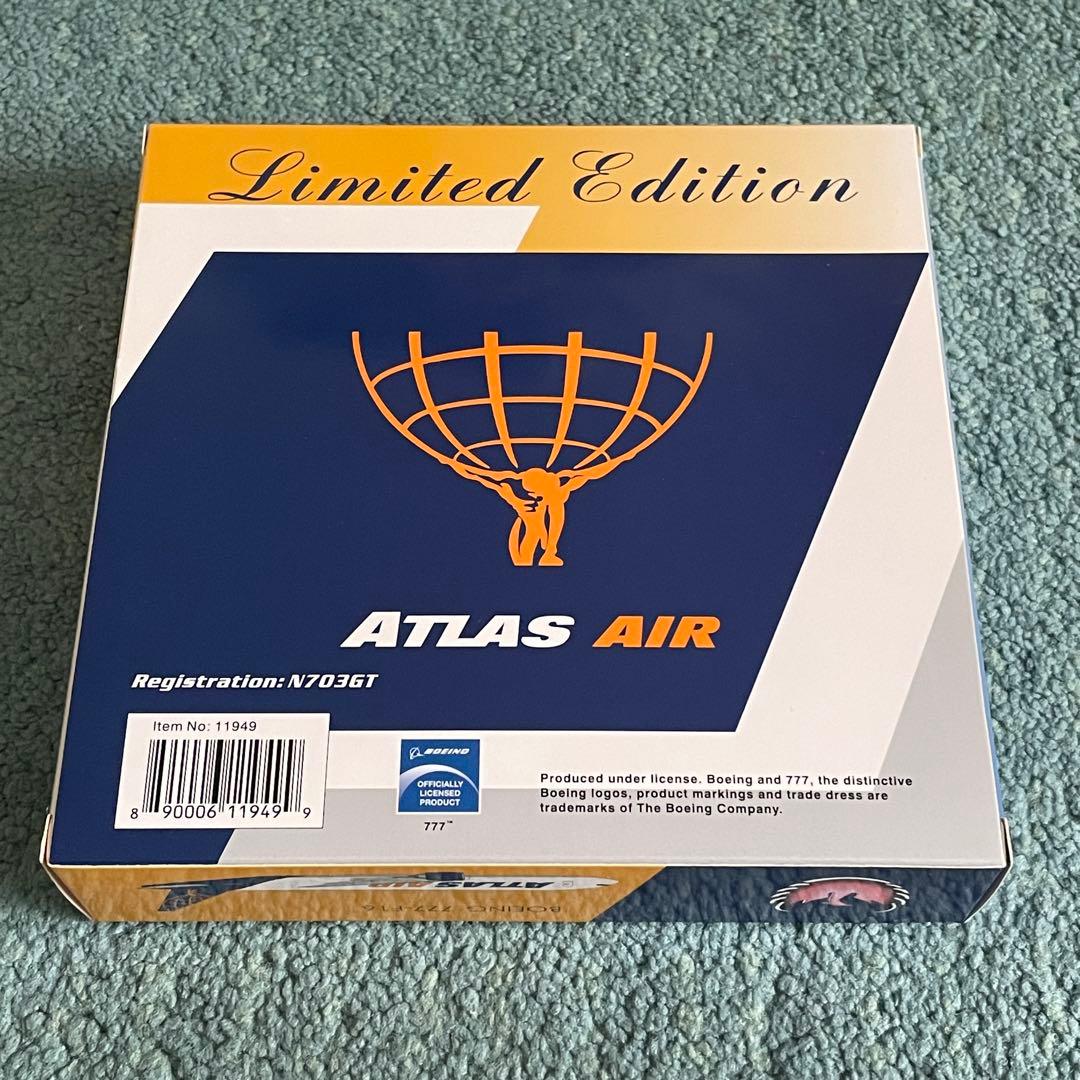 Limited Edition
ATLAS AIR
Registration: N703GT
Item No: 11949
8 90006 11949 9
BOEING
OFFICIALLY
LICENSED
PRODUCT
777™
Produced under license. Boeing and 777, the distinctive
Boeing logos, product markings and trade dress are
trademarks of The Boeing Company.
ATLAS AIR